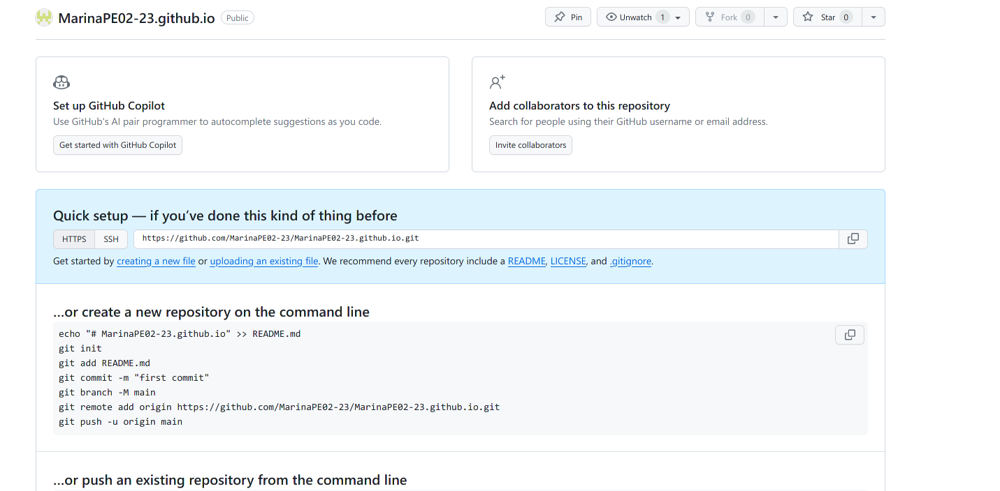 MarinaPE02-23.github.io Public Pin Unwatch 1 Fork 0 Star 0
Set up GitHub Copilot
Use GitHub's AI pair programmer to autocomplete suggestions as you code.
Get started with GitHub Copilot
Add collaborators to this repository
Search for people using their GitHub username or email address.
Invite collaborators
Quick setup — if you've done this kind of thing before
HTTPS SSH https://github.com/MarinaPE02-23/MarinaPE02-23.github.io.git
Get started by creating a new file or uploading an existing file. We recommend every repository include a README, LICENSE, and .gitignore.
...or create a new repository on the command line
echo "# MarinaPE02-23.github.io" >> README.md
git init
git add README.md
git commit -m "first commit"
git branch -M main
git remote add origin https://github.com/MarinaPE02-23/MarinaPE02-23.github.io.git
git push -u origin main
...or push an existing repository from the command line